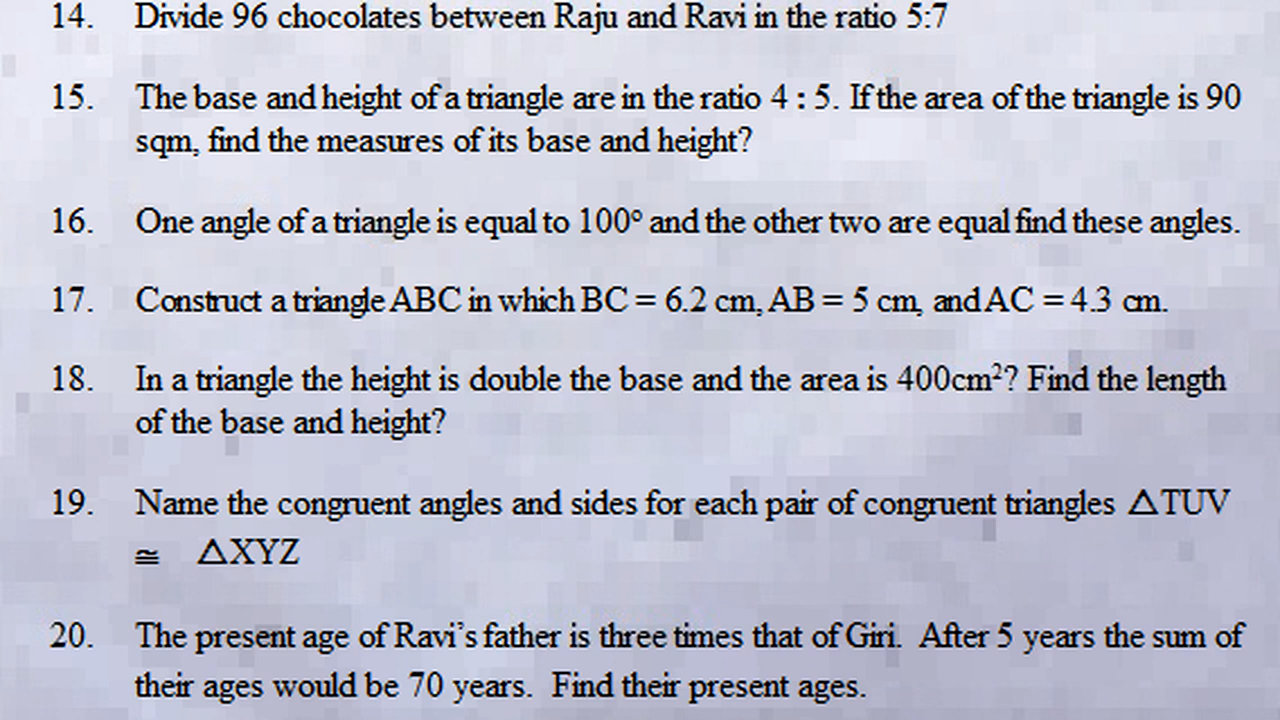 14. Divide 96 chocolates between Raju and Ravi in the ratio 5:7
15. The base and height of a triangle are in the ratio 4 : 5. If the area of the triangle is 90
sqm, find the measures of its base and height?
16. One angle of a triangle is equal to 100° and the other two are equal find these angles.
17. Construct a triangle ABC in which BC = 6.2 cm, AB = 5 cm, and AC = 4.3 cm.
18. In a triangle the height is double the base and the area is 400cm²? Find the length
of the base and height?
19. Name the congruent angles and sides for each pair of congruent triangles △TUV
≅ △XYZ
20. The present age of Ravi's father is three times that of Giri. After 5 years the sum of
their ages would be 70 years. Find their present ages.